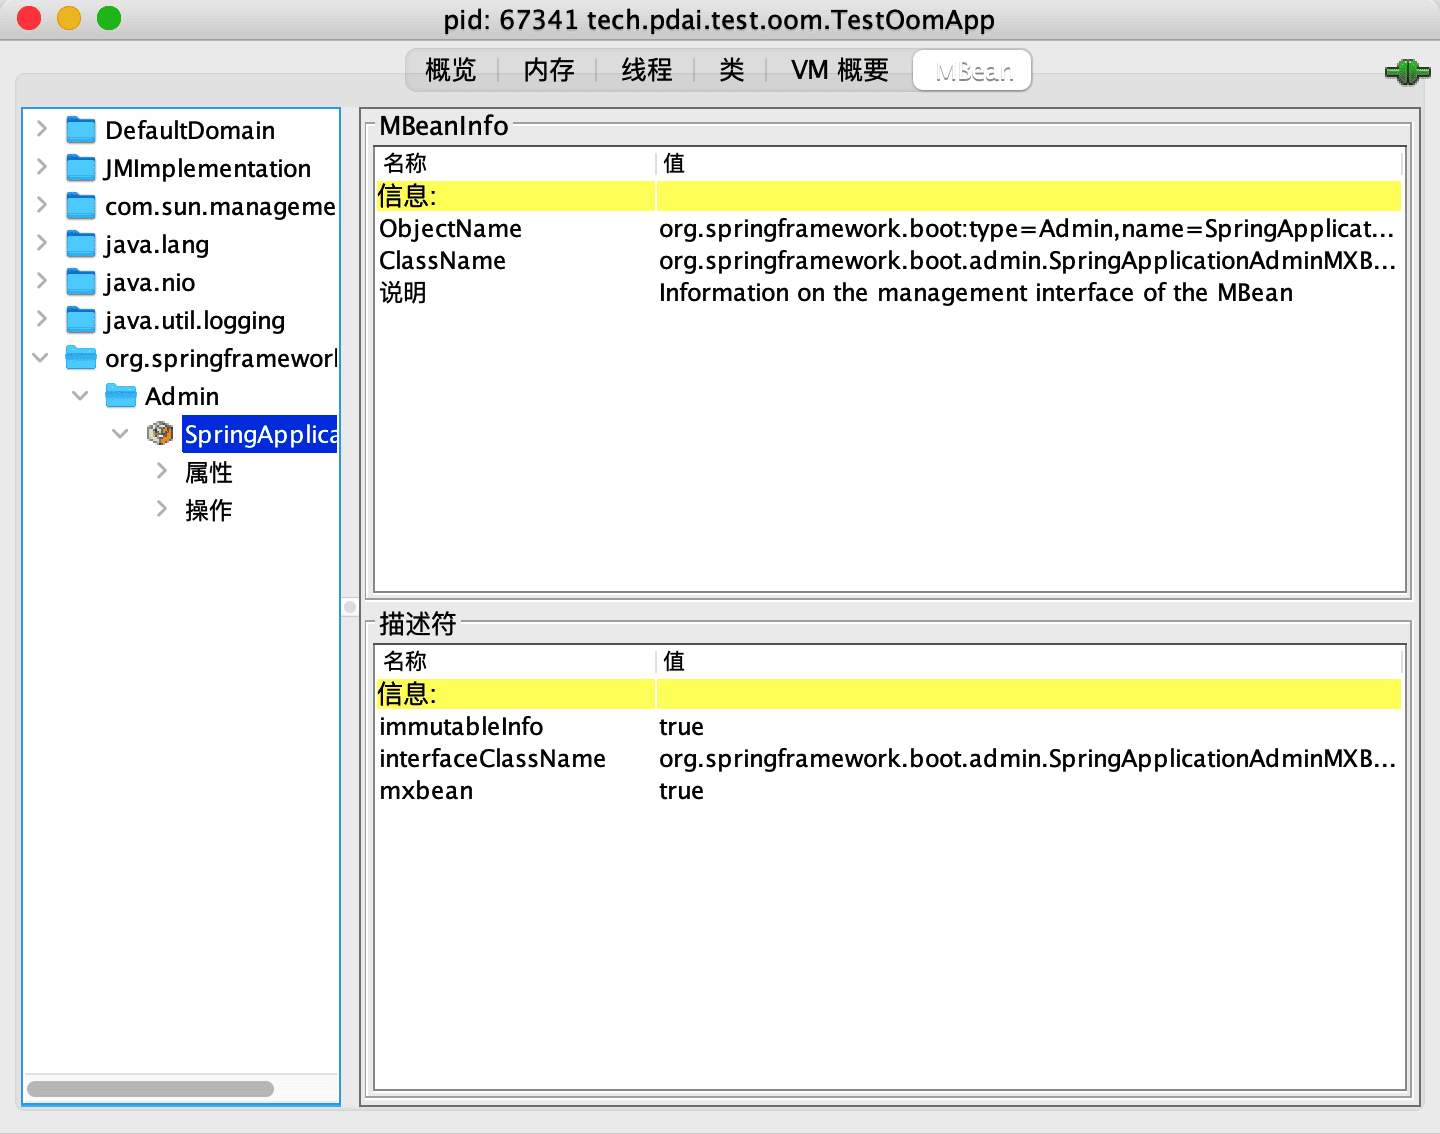 pid: 67341 tech.pdai.test.oom.TestOomApp
概览 内存 线程 类 VM 概要 MBean
DefaultDomain
JMImplementation
com.sun.manageme
java.lang
java.nio
java.util.logging
org.springframework
Admin
SpringApplica
属性
操作
MBeanInfo
名称 值
信息:
ObjectName org.springframework.boot:type=Admin,name=SpringApplicat...
ClassName org.springframework.boot.admin.SpringApplicationAdminMXB...
说明 Information on the management interface of the MBean
描述符
名称 值
信息:
immutableInfo true
interfaceClassName org.springframework.boot.admin.SpringApplicationAdminMXB...
mxbean true